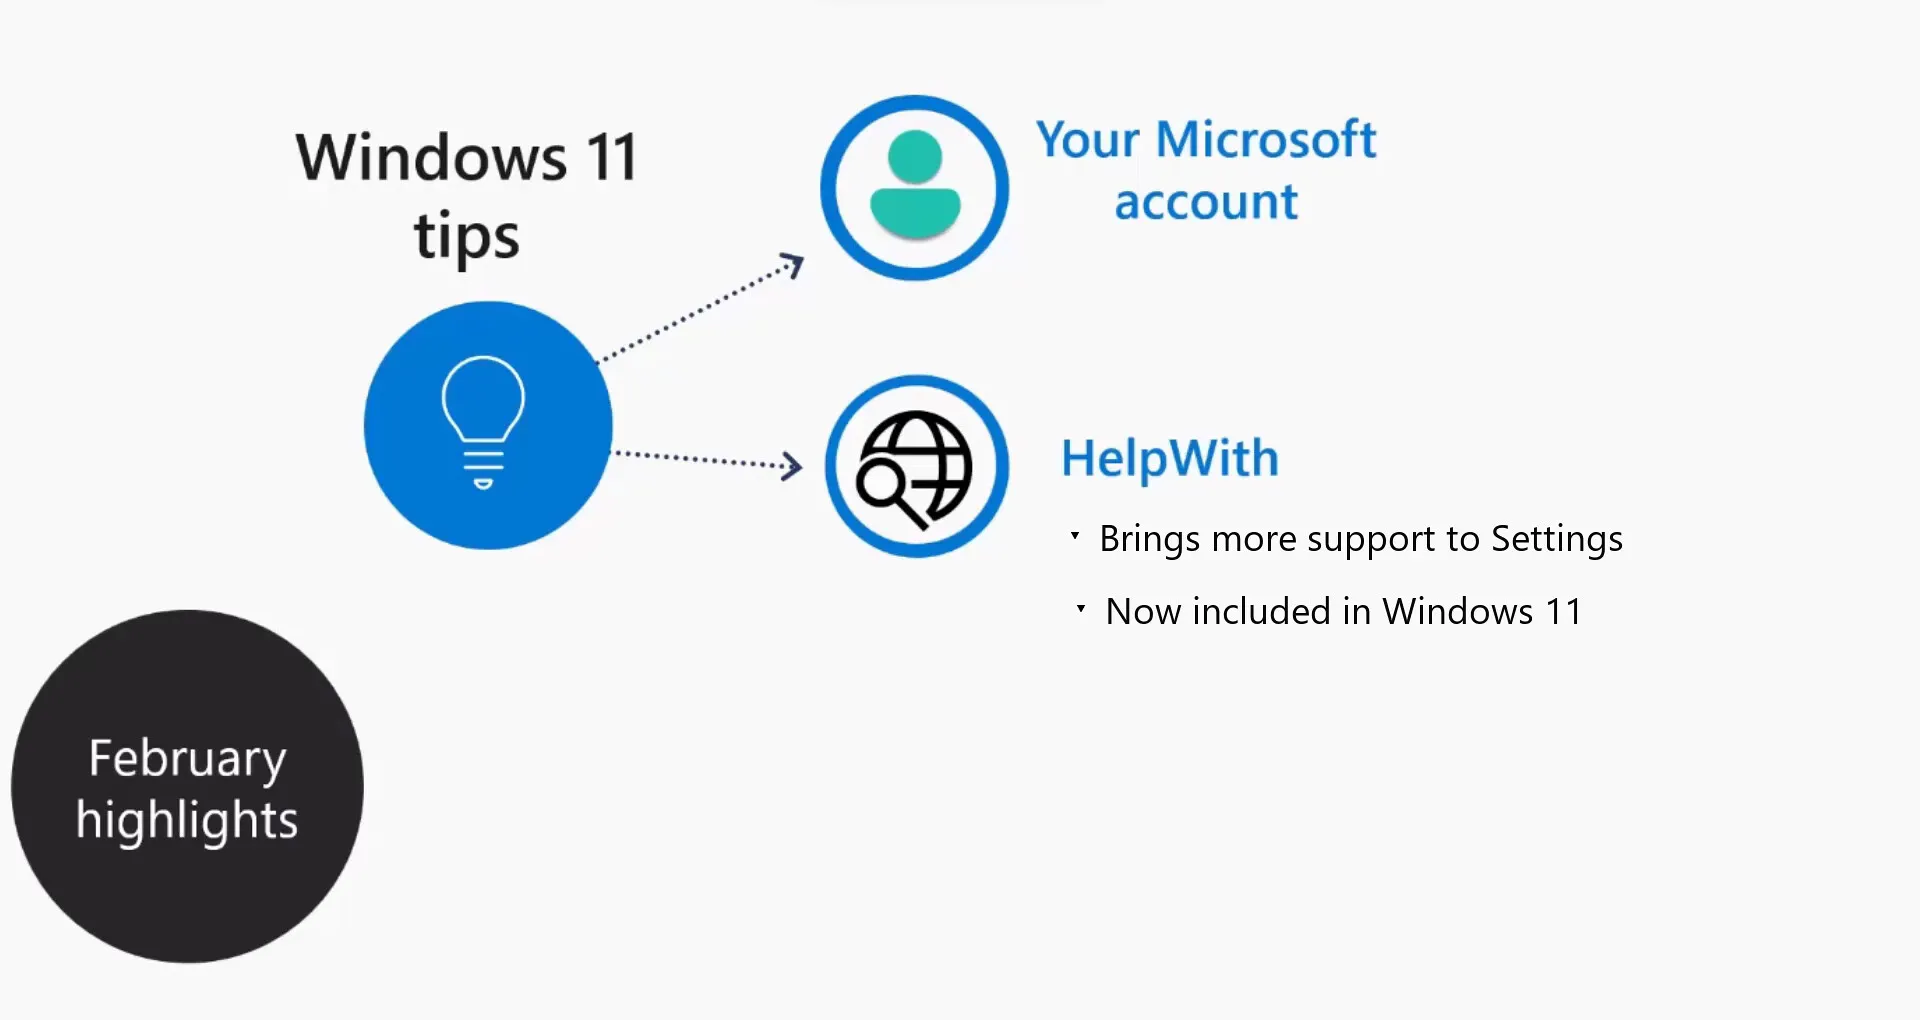 Windows 11
tips
Your Microsoft
account
HelpWith
Brings more support to Settings
Now included in Windows 11
February
highlights